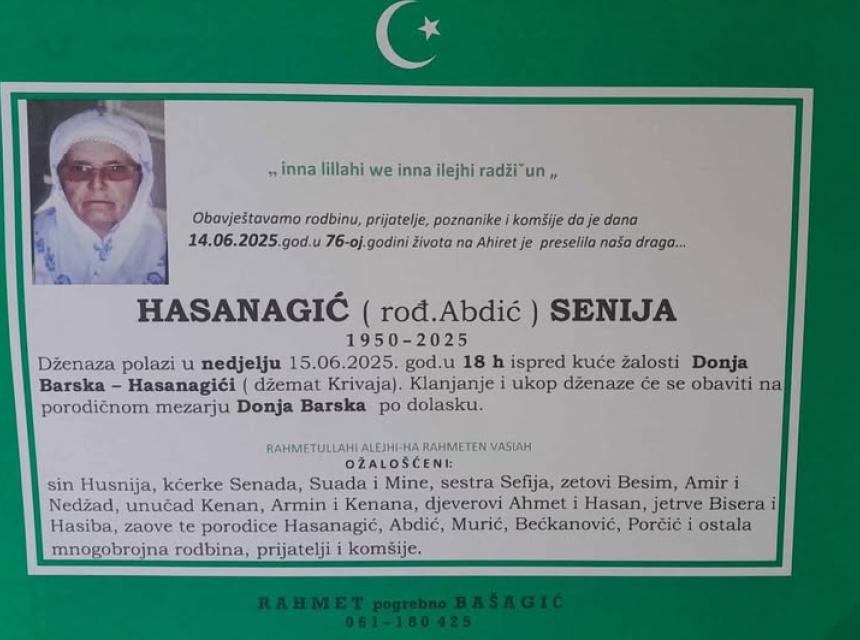 „ inna lillahi we inna ilejhi radži˘un „
Obavještavamo rodbinu, prijatelje, poznanike i komšije da je dana
14.06.2025.god.u 76-oj.godini života na Ahiret je preselila naša draga...
HASANAGIĆ ( rođ.Abdić ) SENIJA
1950-2025
Dženaza polazi u nedjelju 15.06.2025. god.u 18 h ispred kuće žalosti Donja
Barska – Hasanagići ( džemat Krivaja). Klanjanje i ukop dženaze će se obaviti na
porodičnom mezarju Donja Barska po dolasku.
RAHMETULLAHI ALEJHI-HA RAHMETEN VASIAH
OŽALOŠĆENI:
sin Husnija, kćerke Senada, Suada i Mine, sestra Sefija, zetovi Besim, Amir i
Nedžad, unučad Kenan, Armin i Kenana, djeverovi Ahmet i Hasan, jetrve Bisera i
Hasiba, zaove te porodice Hasanagić, Abdić, Murić, Bećkanović, Porčić i ostala
mnogobrojna rodbina, prijatelji i komšije.
RAHMET pogrebno BAŠAGIĆ
061-180 425